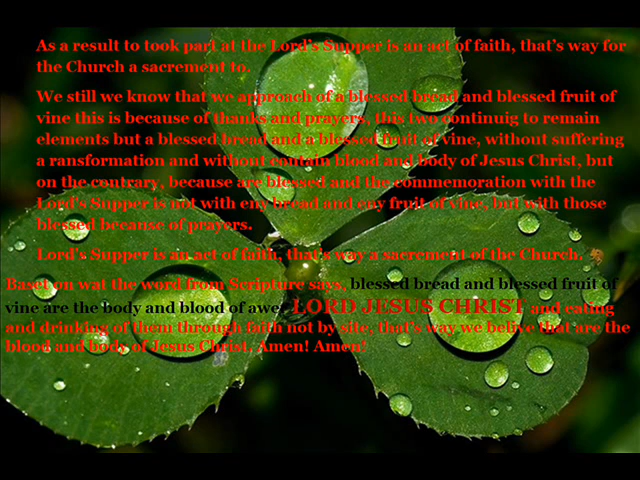 As a result to took part at the Lord's Supper is an act of faith, that's way for
the Church a sacrement to.
We still we know that we approach of a blessed bread and blessed fruit of
vine this is because of thanks and prayers, this two continuig to remain
elements but a blessed bread and a blessed fruit of vine, without suffering
a ransformation and without contain blood and body of Jesus Christ, but
on the contrary, because are blessed and the commemoration with the
Lord's Supper is not with eny bread and eny fruit of vine, but with those
blessed because of prayers.
Lord's Supper is an act of faith, that's way a sacrement of the Church.
Baset on wat the word from Scripture says, blessed bread and blessed fruit of
vine are the body and blood of awer LORD JESUS CHRIST and eating
and drinking of them through faith not by site, that's way we belive that are the
blood and body of Jesus Christ. Amen! Amen!